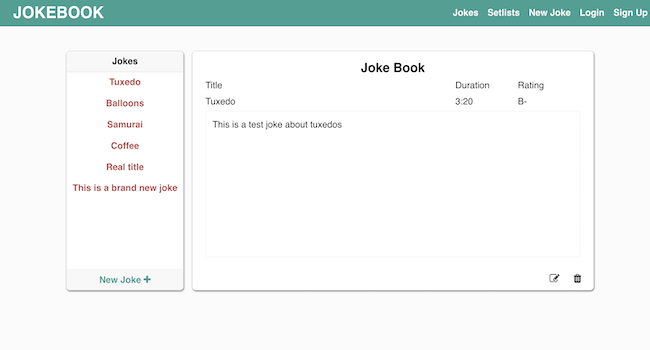 JOKEBOOK
Jokes Setlists New Joke Login Sign Up
Jokes
Tuxedo
Balloons
Samurai
Coffee
Real title
This is a brand new joke
New Joke
Joke Book
Title Duration Rating
Tuxedo 3:20 B-
This is a test joke about tuxedos